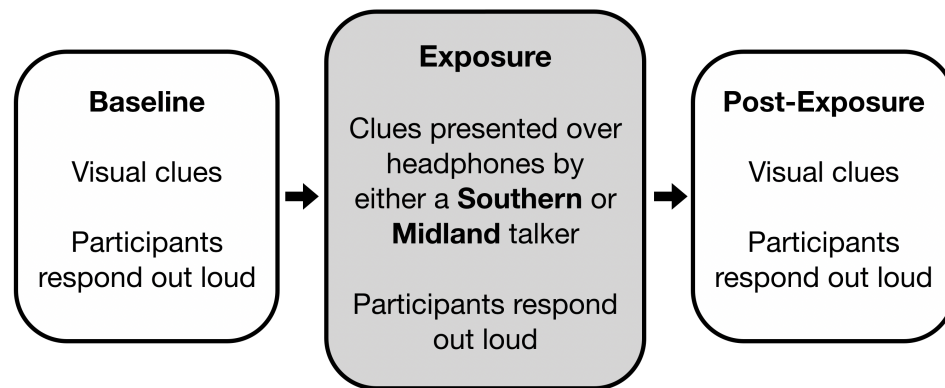 Baseline
Visual clues
Participants
respond out loud
Exposure
Clues presented over
headphones by
either a Southern or
Midland talker
Participants respond
out loud
Post-Exposure
Visual clues
Participants
respond out loud